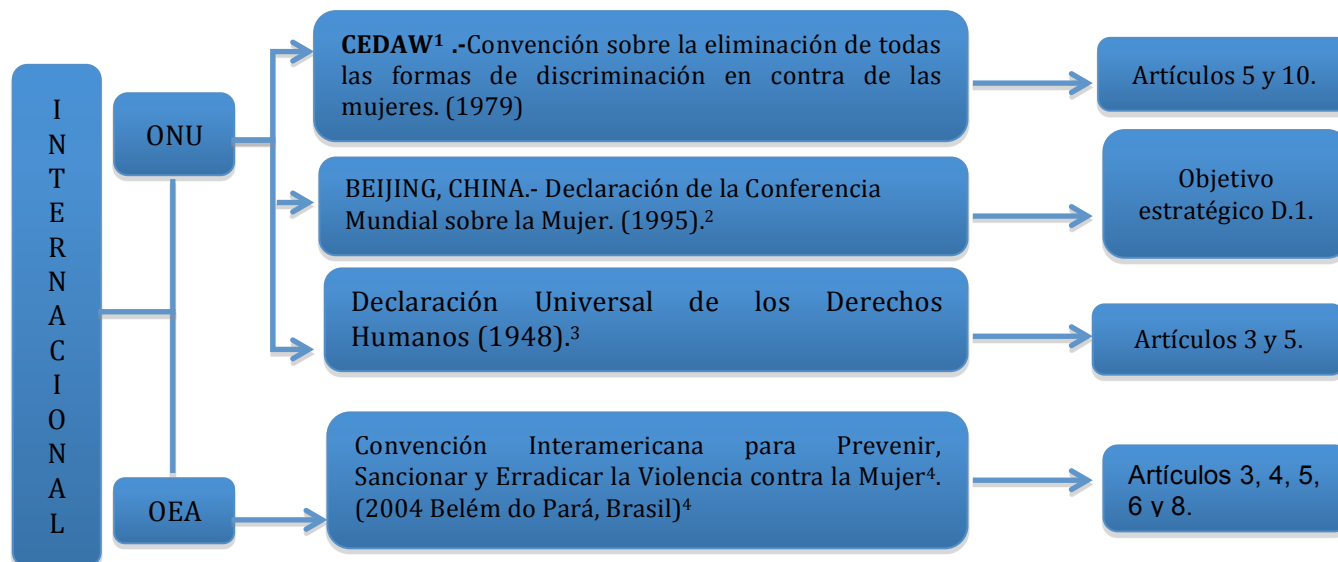 INTERNACIONAL
ONU
CEDAW¹ .-Convención sobre la eliminación de todas
las formas de discriminación en contra de las
mujeres. (1979)
Artículos 5 y 10.
BEIJING, CHINA.- Declaración de la Conferencia
Mundial sobre la Mujer. (1995).²
Objetivo
estratégico D.1.
Declaración Universal de los Derechos
Humanos (1948).³
Artículos 3 y 5.
OEA
Convención Interamericana para Prevenir,
Sancionar y Erradicar la Violencia contra la Mujer⁴.
(2004 Belém do Pará, Brasil)⁴
Artículos 3, 4, 5,
6 y 8.